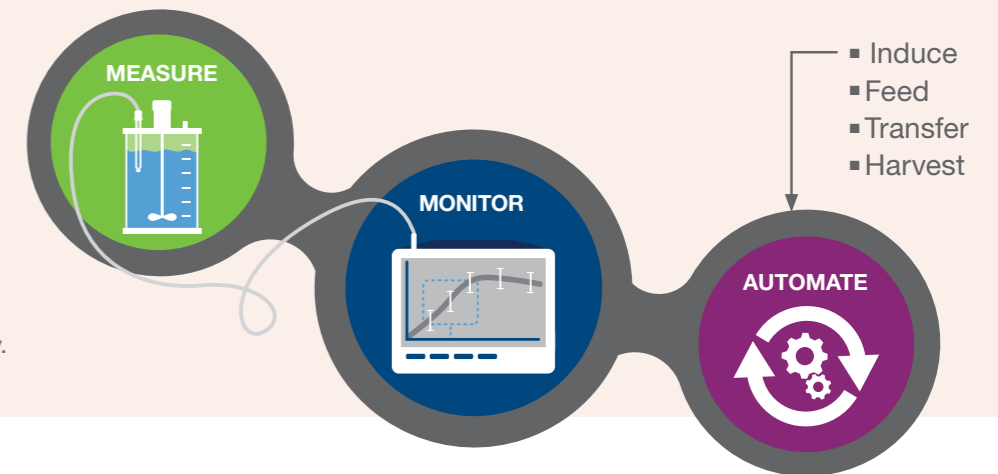 MEASURE
MONITOR
▪ Induce
▪ Feed
▪ Transfer
▪ Harvest
AUTOMATE